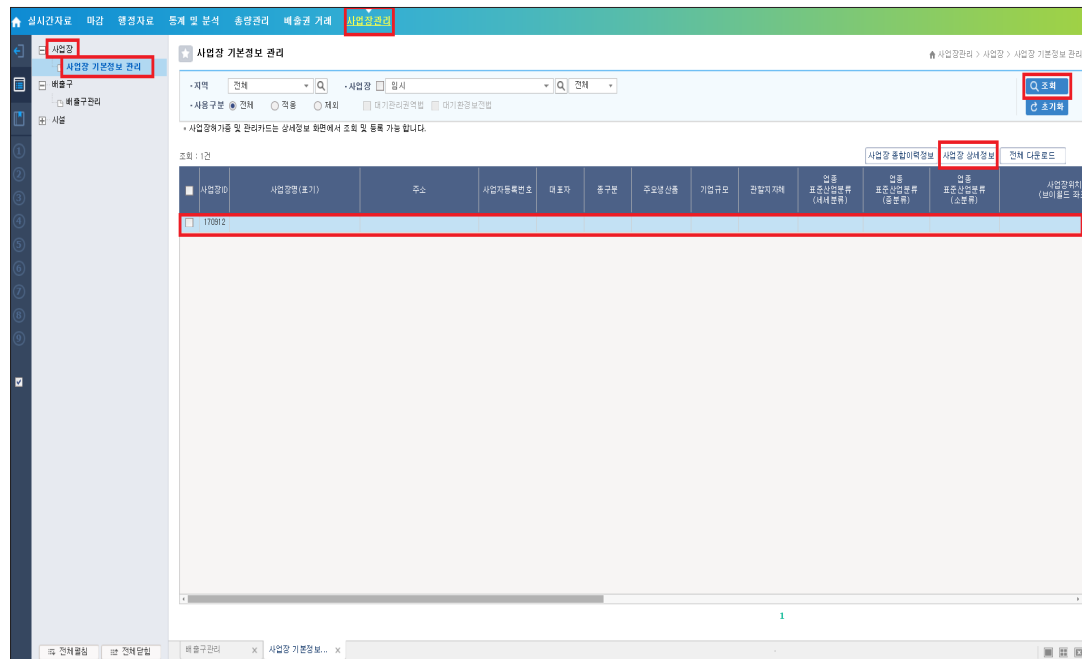 실시간자료 마감 행정자료 통계 및 분석 총량관리 배출권 거래 사업장관리
사업장
사업장 기본정보 관리
배출구
배출구관리
시설
사업장 기본정보 관리
사업장관리 > 사업장 > 사업장 기본정보 관리
지역 전체 사업장 임시 전체
조회
사용구분 전체 적용 제외 대기관리권역법 대기환경보전법
초기화
* 사업장허가증 및 관리카드는 상세정보 화면에서 조회 및 등록 가능 합니다.
조회 : 1건
사업장 종합이력정보 사업장 상세정보 전체 다운로드
사업장ID 사업장명(표기) 주소 사업자등록번호 대표자 종구분 주요생산품 기업규모 관할지자체 업종 표준산업분류 (세세분류) 업종 표준산업분류 (중분류) 업종 표준산업분류 (소분류) 사업장위치 (브이월드 좌
170912
1 2 3 4 5 6 7 8 9
1
전체펼침 전체닫힘
배출구관리 x 사업장 기본정보... x